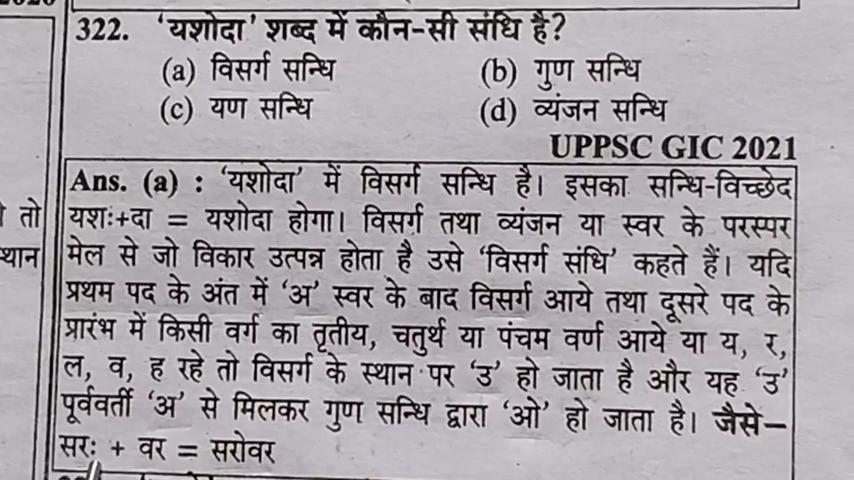 322. 'यशोदा' शब्द में कौन-सी संधि है?
(a) विसर्ग सन्धि (b) गुण सन्धि
(c) यण सन्धि (d) व्यंजन सन्धि
UPPSC GIC 2021
Ans. (a) : 'यशोदा' में विसर्ग सन्धि है। इसका सन्धि-विच्छेद
यशः+दा = यशोदा होगा। विसर्ग तथा व्यंजन या स्वर के परस्पर
मेल से जो विकार उत्पन्न होता है उसे 'विसर्ग संधि' कहते हैं। यदि
प्रथम पद के अंत में 'अ' स्वर के बाद विसर्ग आये तथा दूसरे पद के
प्रारंभ में किसी वर्ग का तृतीय, चतुर्थ या पंचम वर्ण आये या य, र,
ल, व, ह रहे तो विसर्ग के स्थान पर 'उ' हो जाता है और यह 'उ'
पूर्ववर्ती 'अ' से मिलकर गुण सन्धि द्वारा 'ओ' हो जाता है। जैसे–
सरः + वर = सरोवर
तो
स्थान